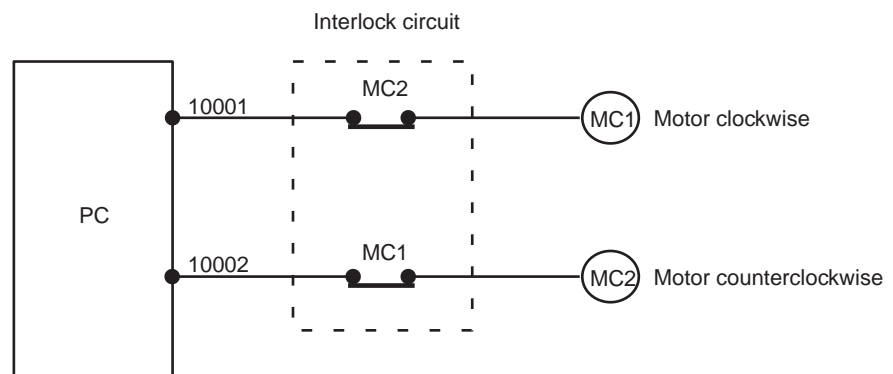 Interlock circuit
MC2
10001
MC1 Motor clockwise
PC
MC1
10002
MC2 Motor counterclockwise